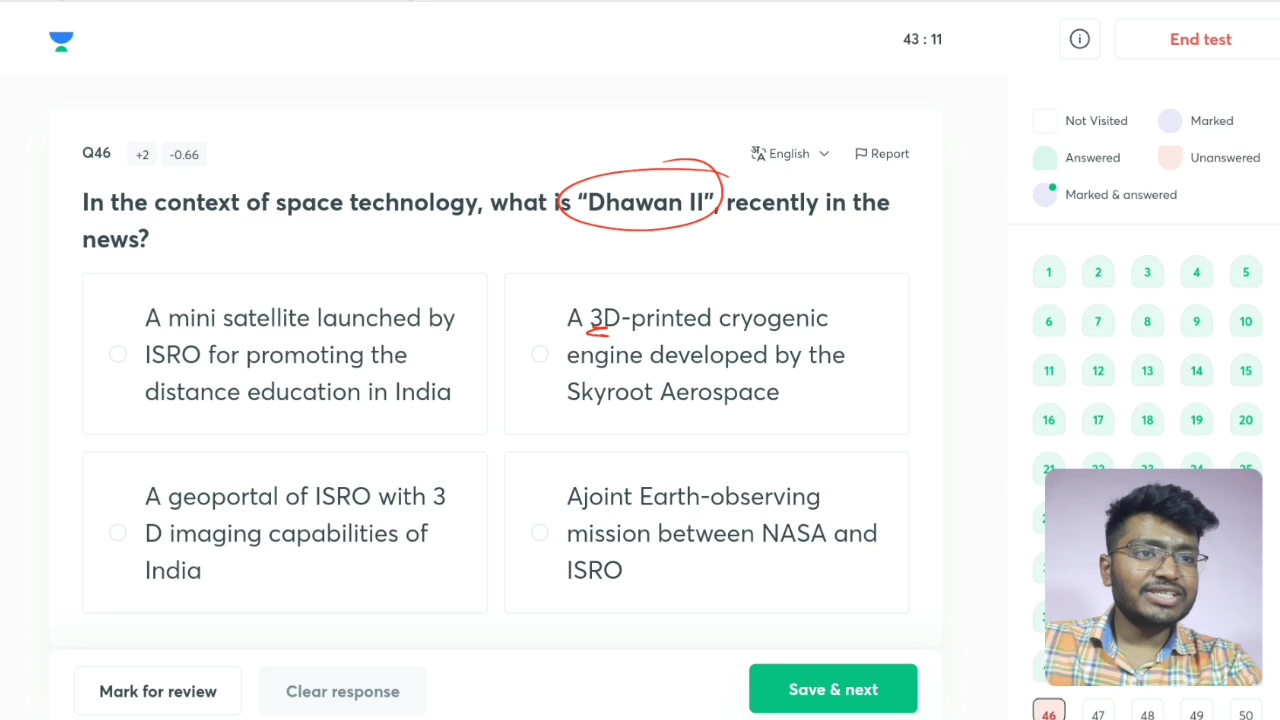 43 : 11
End test
Not Visited
Marked
Answered
Unanswered
Marked & answered
Q46 +2 -0.66
English
Report
In the context of space technology, what is “Dhawan II”, recently in the
news?
A mini satellite launched by
ISRO for promoting the
distance education in India
A 3D-printed cryogenic
engine developed by the
Skyroot Aerospace
A geoportal of ISRO with 3
D imaging capabilities of
India
Ajoint Earth-observing
mission between NASA and
ISRO
Mark for review
Clear response
Save & next
1 2 3 4 5
6 7 8 9 10
11 12 13 14 15
16 17 18 19 20
21 22 23 24 25
46 47 48 49 50